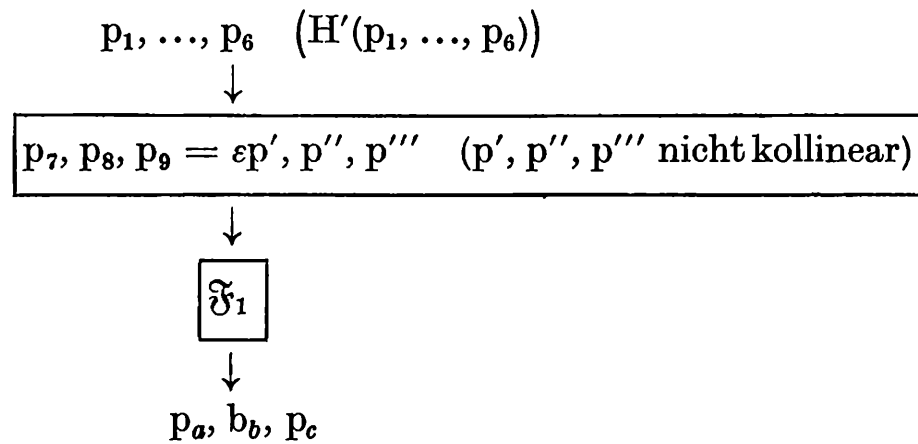 p₁, …, p₆ (H′(p₁, …, p₆))
↓
p₇, p₈, p₉ = εp′, p″, p‴ (p′, p″, p‴ nicht kollinear)
↓
𝔉₁
↓
pₐ, b_b, p_c